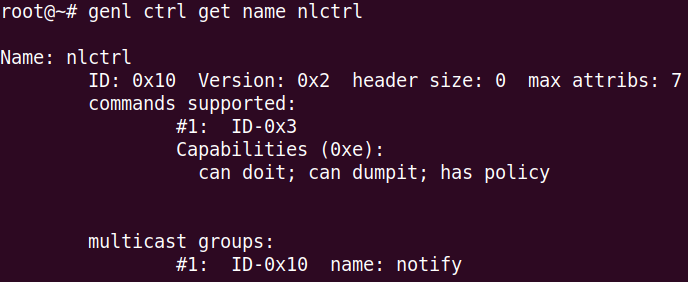 root@~# genl ctrl get name nlctrl
Name: nlctrl
ID: 0x10  Version: 0x2  header size: 0  max attribs: 7
commands supported:
#1:  ID-0x3
Capabilities (0xe):
can doit; can dumpit; has policy
multicast groups:
#1:  ID-0x10  name: notify